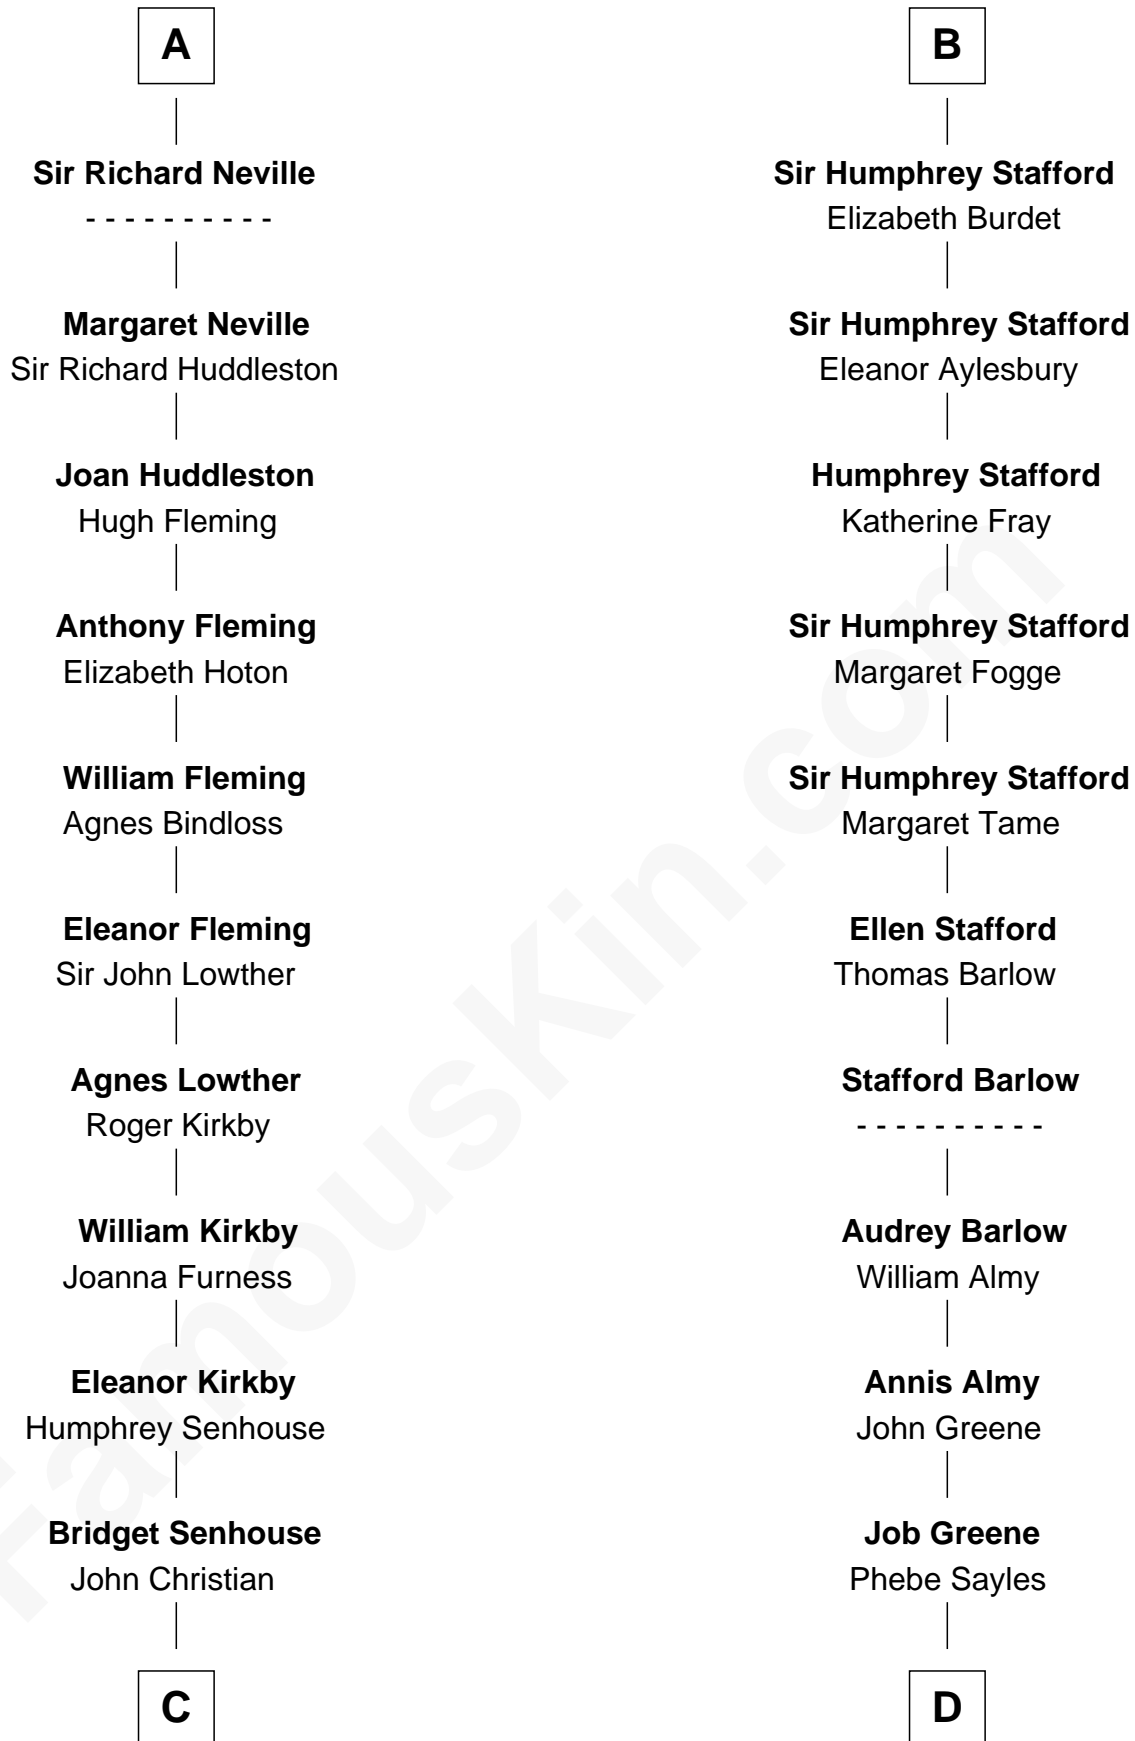 A
Sir Richard Neville
- - - - - - - - - -
Margaret Neville
Sir Richard Huddleston
Joan Huddleston
Hugh Fleming
Anthony Fleming
Elizabeth Hoton
William Fleming
Agnes Bindloss
Eleanor Fleming
Sir John Lowther
Agnes Lowther
Roger Kirkby
William Kirkby
Joanna Furness
Eleanor Kirkby
Humphrey Senhouse
Bridget Senhouse
John Christian
C
B
Sir Humphrey Stafford
Elizabeth Burdet
Sir Humphrey Stafford
Eleanor Aylesbury
Humphrey Stafford
Katherine Fray
Sir Humphrey Stafford
Margaret Fogge
Sir Humphrey Stafford
Margaret Tame
Ellen Stafford
Thomas Barlow
Stafford Barlow
- - - - - - - - - -
Audrey Barlow
William Almy
Annis Almy
John Greene
Job Greene
Phebe Sayles
D
FamousKin.com